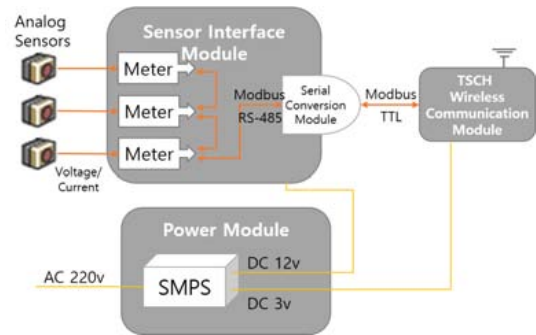 Analog
Sensors
Sensor Interface
Module
Meter
Meter
Meter
Voltage/
Current
Modbus
RS-485
Serial
Conversion
Module
Modbus
TTL
TSCH
Wireless
Communication
Module
Power Module
AC 220v
SMPS
DC 12v
DC 3v